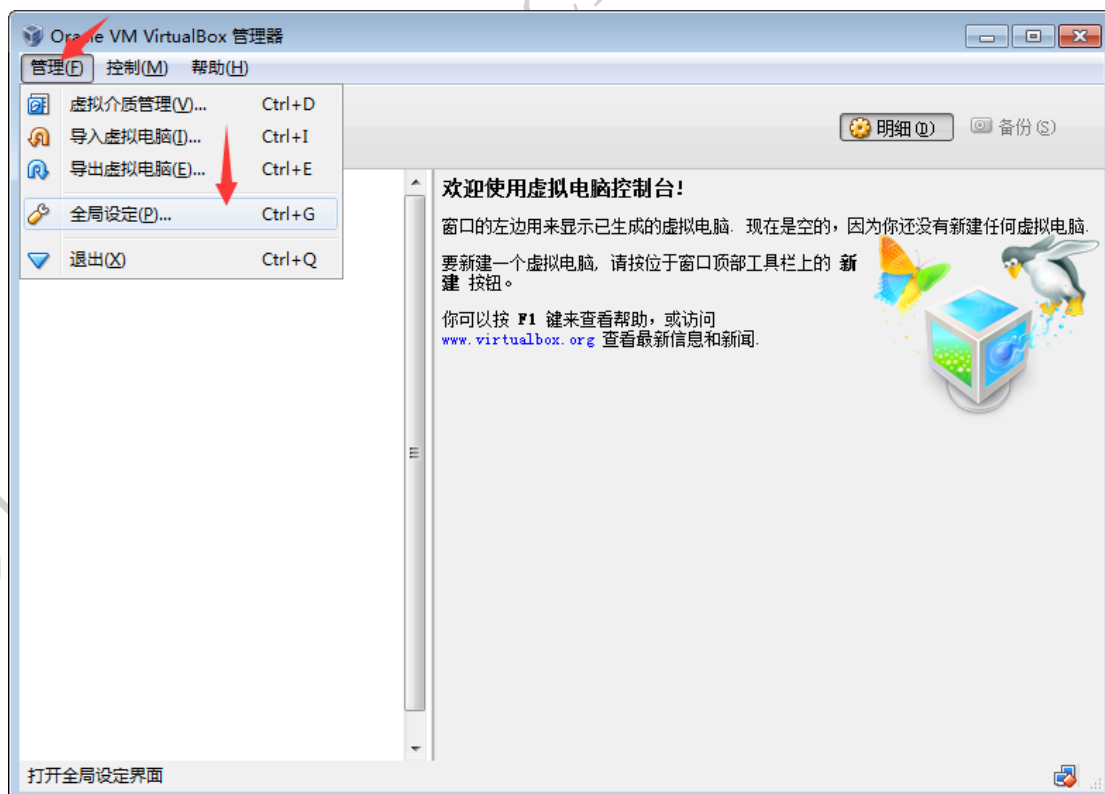 Oracle VM VirtualBox 管理器
管理(F) 控制(M) 帮助(H)
虚拟介质管理(V)... Ctrl+D
导入虚拟电脑(I)... Ctrl+I
导出虚拟电脑(E)... Ctrl+E
全局设定(P)... Ctrl+G
退出(X) Ctrl+Q
明细(D) 备份(S)
欢迎使用虚拟电脑控制台!
窗口的左边用来显示已生成的虚拟电脑. 现在是空的，因为你还没有新建任何虚拟电脑.
要新建一个虚拟电脑, 请按位于窗口顶部工具栏上的 新
建 按钮。
你可以按 F1 键来查看帮助，或访问
www.virtualbox.org 查看最新信息和新闻.
打开全局设定界面